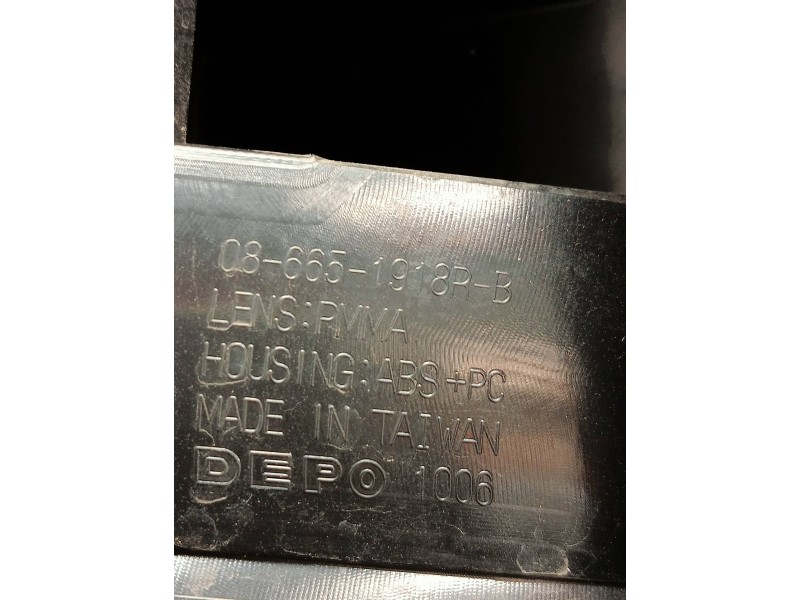 08-665-1918R-B
LENS:PMMA
HOUSING:ABS+PC
MADE IN TAIWAN
DEPO 1006